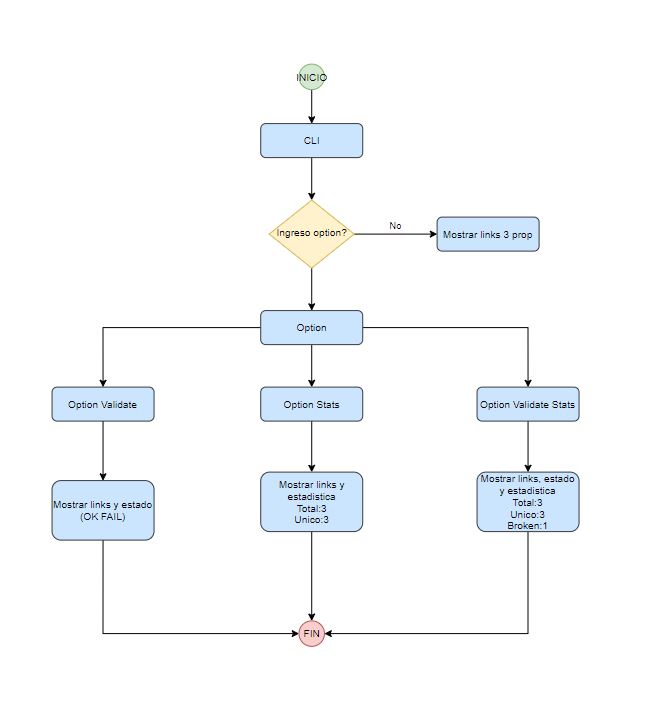 INICIO
CLI
Ingreso option?
No
Mostrar links 3 prop
Option
Option Validate
Option Stats
Option Validate Stats
Mostrar links y estado
(OK FAIL)
Mostrar links y
estadistica
Total:3
Unico:3
Mostrar links, estado
y estadistica
Total:3
Unico:3
Broken:1
FIN